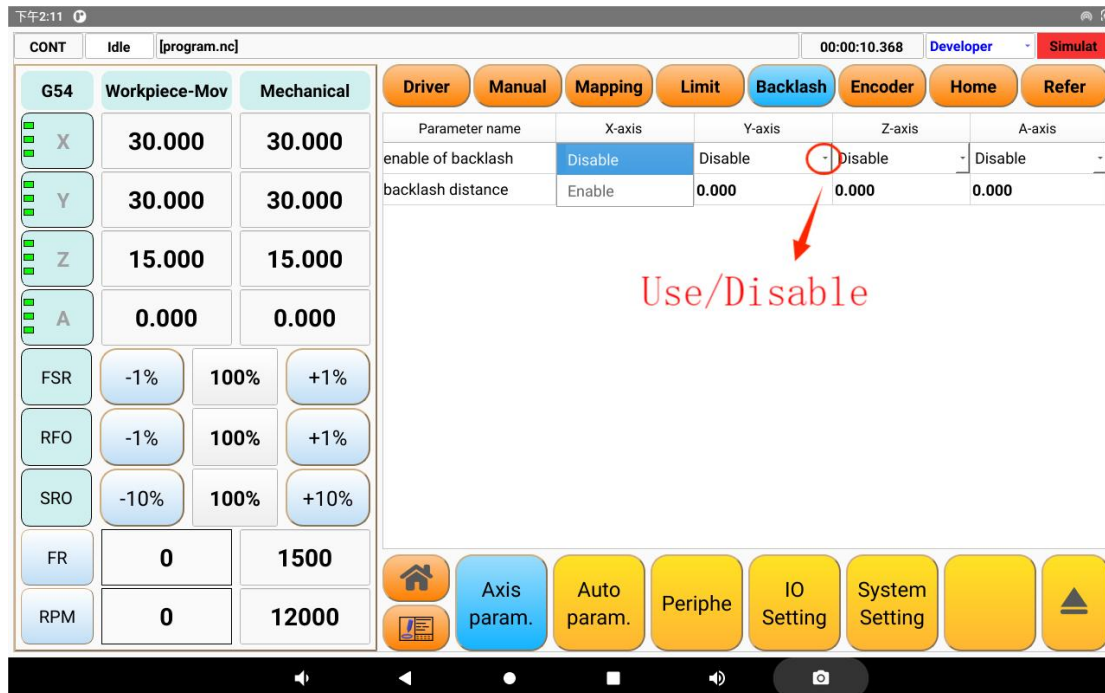 下午2:11
CONT Idle [program.nc] 00:00:10.368 Developer Simulat
G54 Workpiece-Mov Mechanical
Driver Manual Mapping Limit Backlash Encoder Home Refer
Parameter name X-axis Y-axis Z-axis A-axis
enable of backlash Disable Disable Disable Disable
backlash distance Enable 0.000 0.000 0.000
X 30.000 30.000
Y 30.000 30.000
Z 15.000 15.000
A 0.000 0.000
Use/Disable
FSR -1% 100% +1%
RFO -1% 100% +1%
SRO -10% 100% +10%
FR 0 1500
RPM 0 12000
Axis
param.
Auto
param.
Periphe
IO
Setting
System
Setting